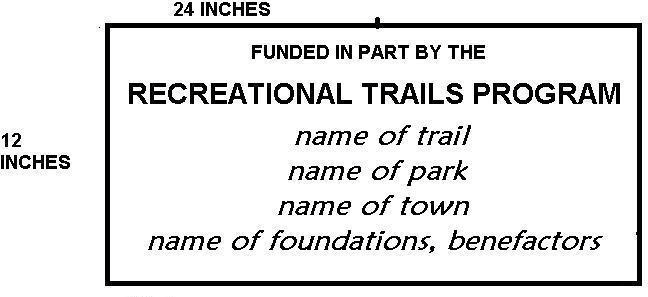 24 INCHES
FUNDED IN PART BY THE
RECREATIONAL TRAILS PROGRAM
name of trail
12
INCHES
name of park
name of town
name of foundations, benefactors